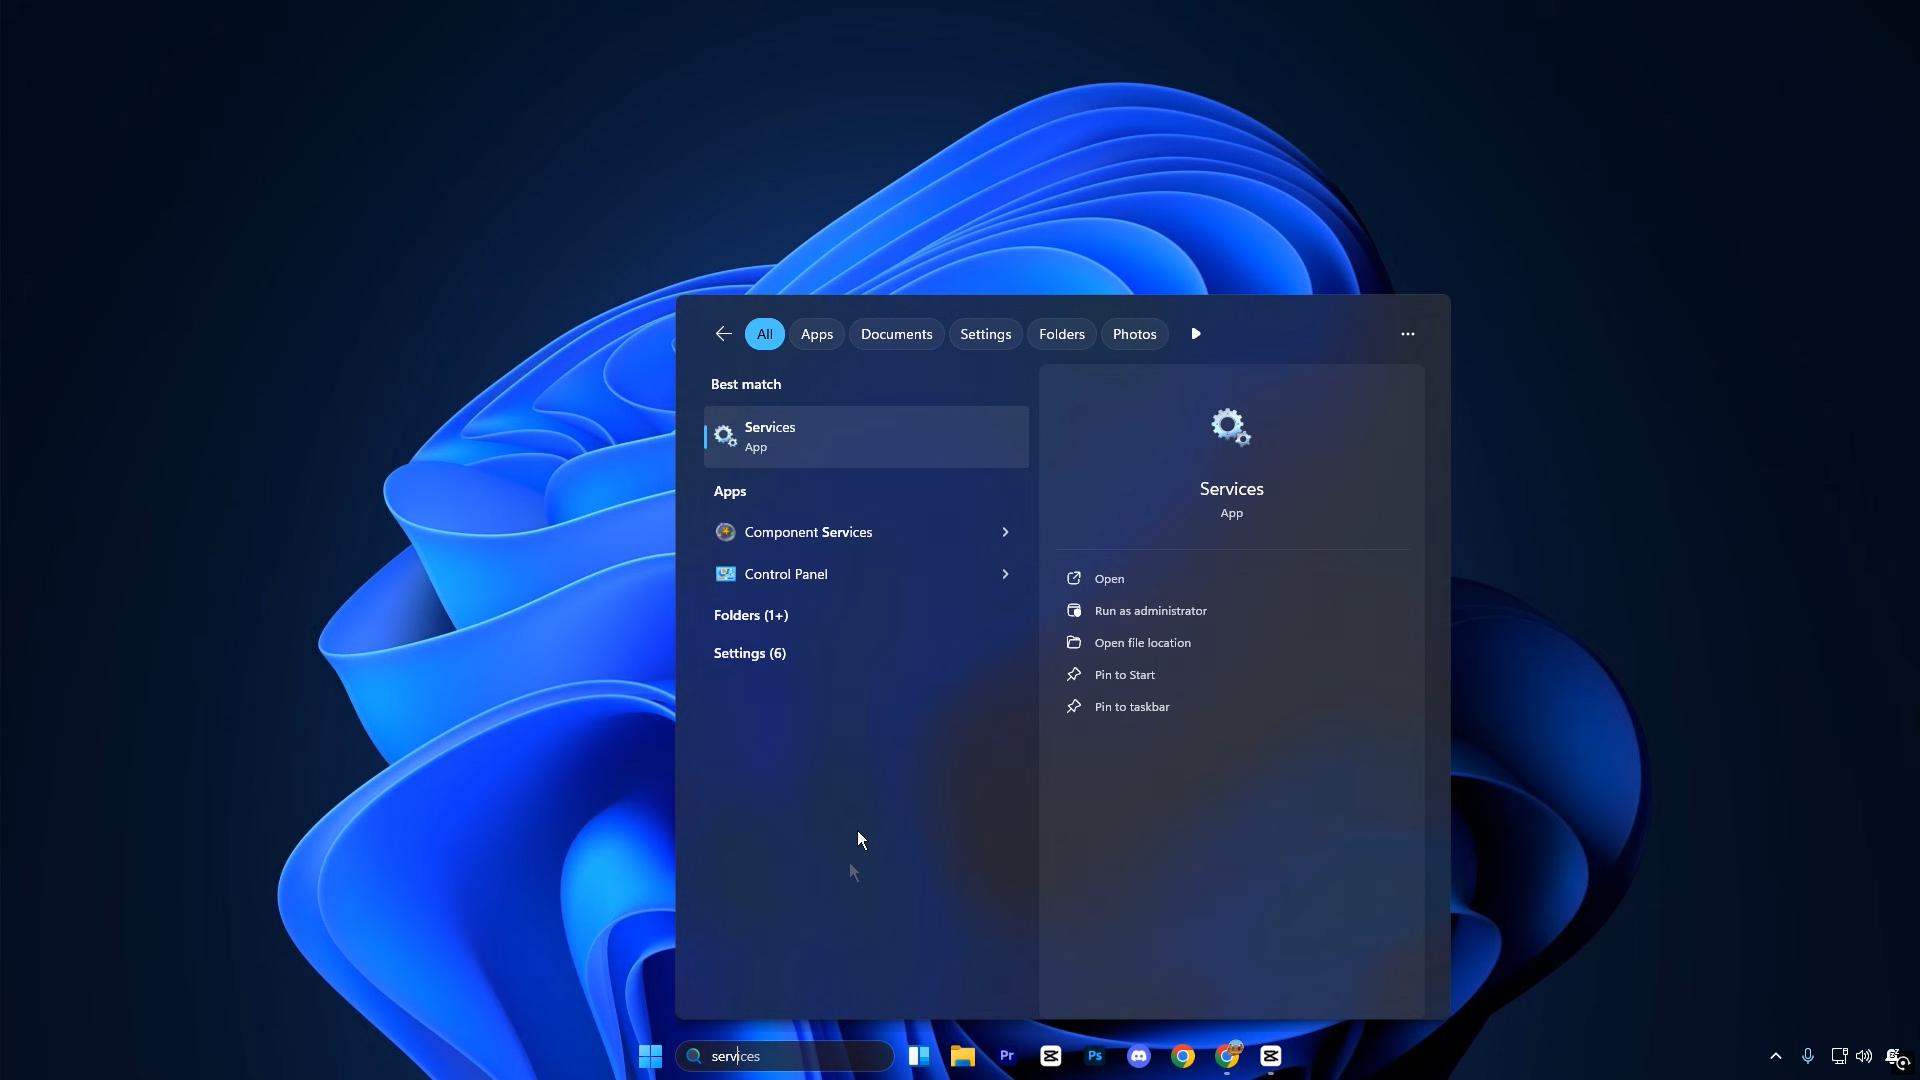 All
Apps
Documents
Settings
Folders
Photos
Best match
Services
App
Apps
Component Services
Control Panel
Folders (1+)
Settings (6)
Services
App
Open
Run as administrator
Open file location
Pin to Start
Pin to taskbar
services
Pr
Ps